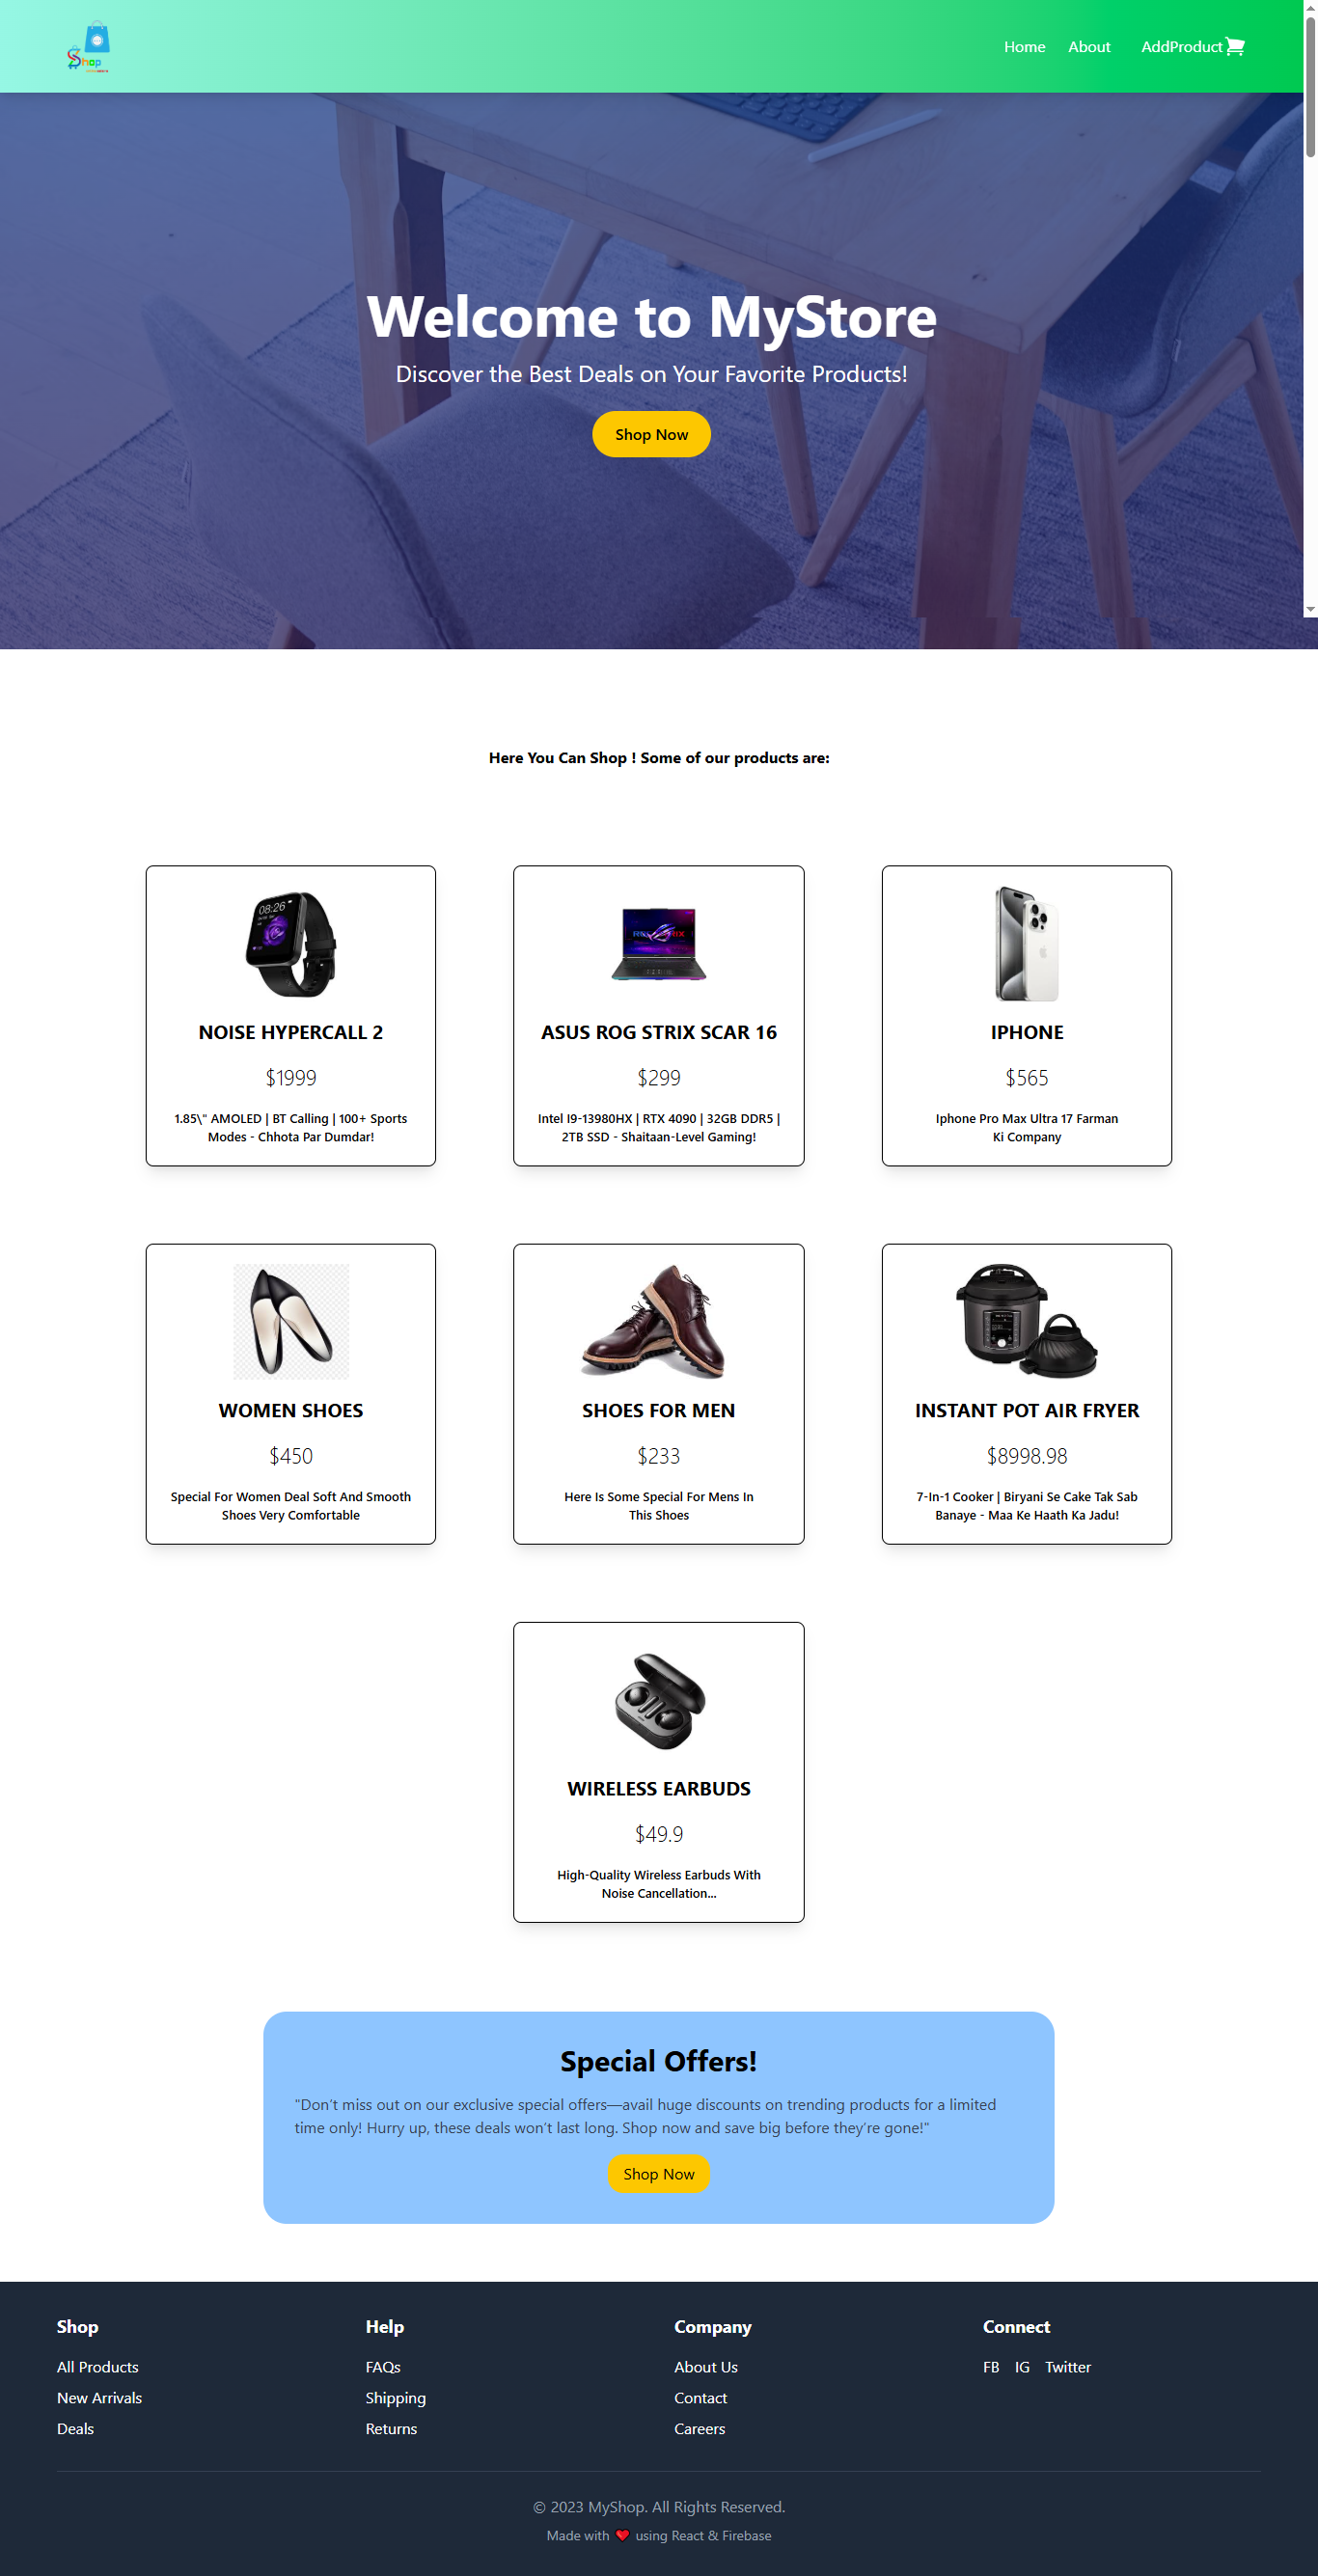 Shop
Home About AddProduct
Welcome to MyStore
Discover the Best Deals on Your Favorite Products!
Shop Now
Here You Can Shop ! Some of our products are:
08:26
NOISE HYPERCALL 2
$1999
1.85\" AMOLED | BT Calling | 100+ Sports
Modes - Chhota Par Dumdar!
ASUS ROG STRIX SCAR 16
$299
Intel I9-13980HX | RTX 4090 | 32GB DDR5 |
2TB SSD - Shaitaan-Level Gaming!
IPHONE
$565
Iphone Pro Max Ultra 17 Farman
Ki Company
WOMEN SHOES
$450
Special For Women Deal Soft And Smooth
Shoes Very Comfortable
SHOES FOR MEN
$233
Here Is Some Special For Mens In
This Shoes
INSTANT POT AIR FRYER
$8998.98
7-In-1 Cooker | Biryani Se Cake Tak Sab
Banaye - Maa Ke Haath Ka Jadu!
WIRELESS EARBUDS
$49.9
High-Quality Wireless Earbuds With
Noise Cancellation...
Special Offers!
"Don't miss out on our exclusive special offers—avail huge discounts on trending products for a limited
time only! Hurry up, these deals won't last long. Shop now and save big before they're gone!"
Shop Now
Shop
All Products
New Arrivals
Deals
Help
FAQs
Shipping
Returns
Company
About Us
Contact
Careers
Connect
FB IG Twitter
© 2023 MyShop. All Rights Reserved.
Made with ❤️ using React & Firebase